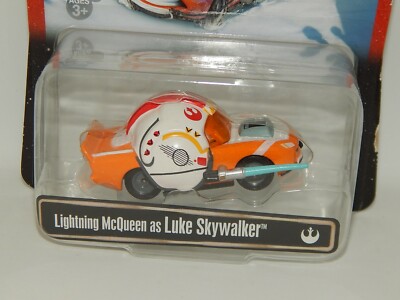 AGES
3+
Lightning McQueen as Luke Skywalker™